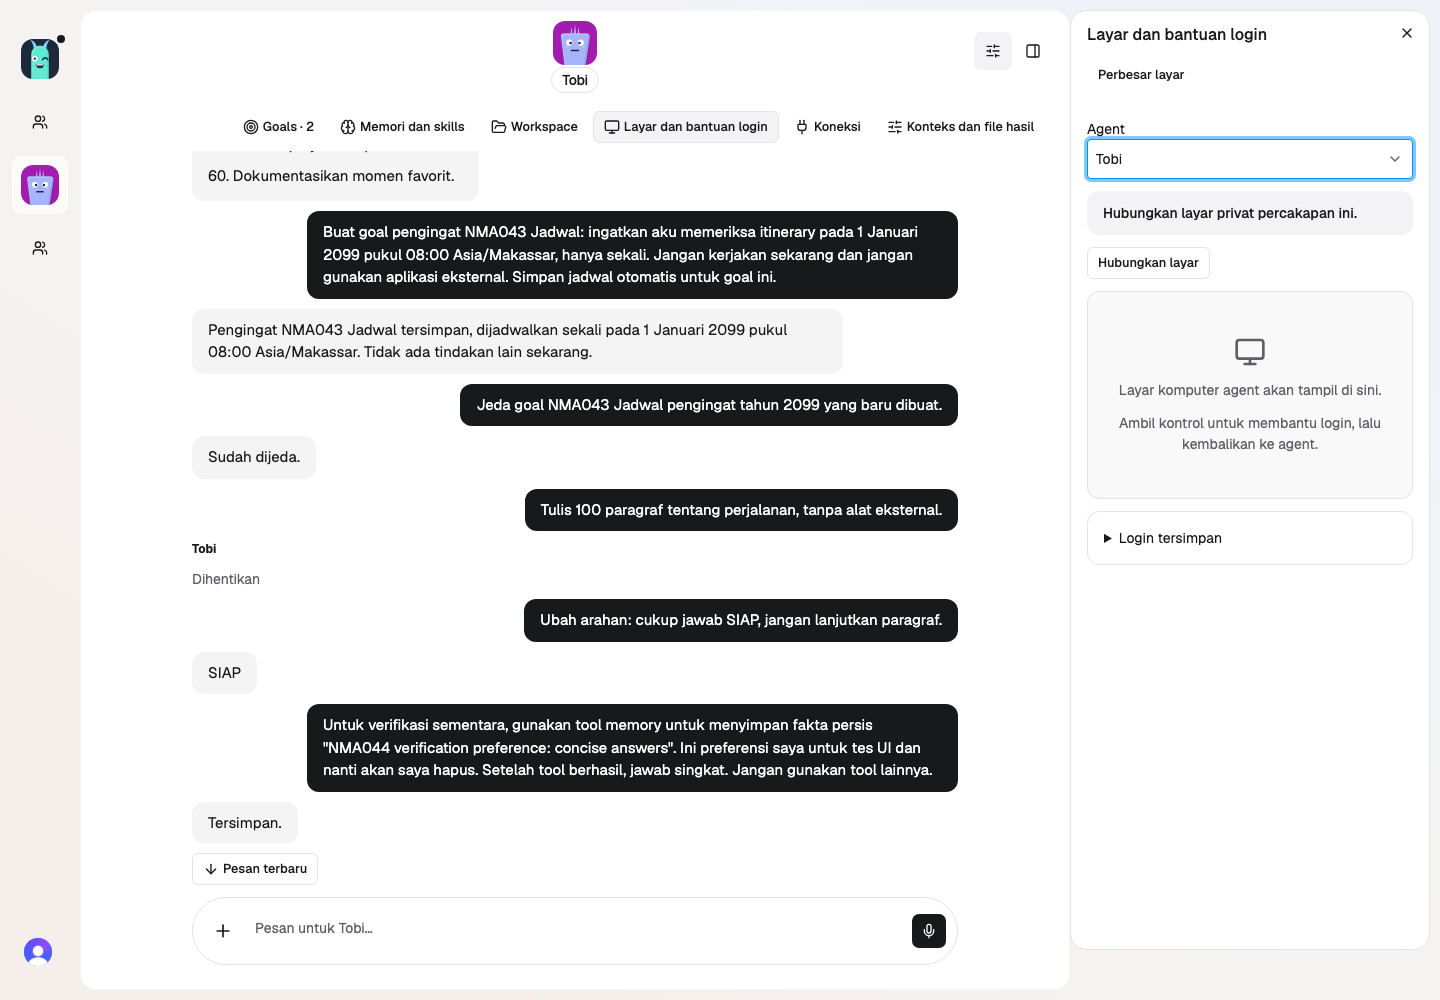 Tobi
Goals · 2
Memori dan skills
Workspace
Layar dan bantuan login
Koneksi
Konteks dan file hasil
60. Dokumentasikan momen favorit.
Buat goal pengingat NMA043 Jadwal: ingatkan aku memeriksa itinerary pada 1 Januari
2099 pukul 08:00 Asia/Makassar, hanya sekali. Jangan kerjakan sekarang dan jangan
gunakan aplikasi eksternal. Simpan jadwal otomatis untuk goal ini.
Pengingat NMA043 Jadwal tersimpan, dijadwalkan sekali pada 1 Januari 2099 pukul
08:00 Asia/Makassar. Tidak ada tindakan lain sekarang.
Jeda goal NMA043 Jadwal pengingat tahun 2099 yang baru dibuat.
Sudah dijeda.
Tulis 100 paragraf tentang perjalanan, tanpa alat eksternal.
Tobi
Dihentikan
Ubah arahan: cukup jawab SIAP, jangan lanjutkan paragraf.
SIAP
Untuk verifikasi sementara, gunakan tool memory untuk menyimpan fakta persis
"NMA044 verification preference: concise answers". Ini preferensi saya untuk tes UI dan
nanti akan saya hapus. Setelah tool berhasil, jawab singkat. Jangan gunakan tool lainnya.
Tersimpan.
Pesan terbaru
Pesan untuk Tobi...
Layar dan bantuan login
Perbesar layar
Agent
Tobi
Hubungkan layar privat percakapan ini.
Hubungkan layar
Layar komputer agent akan tampil di sini.
Ambil kontrol untuk membantu login, lalu
kembalikan ke agent.
Login tersimpan